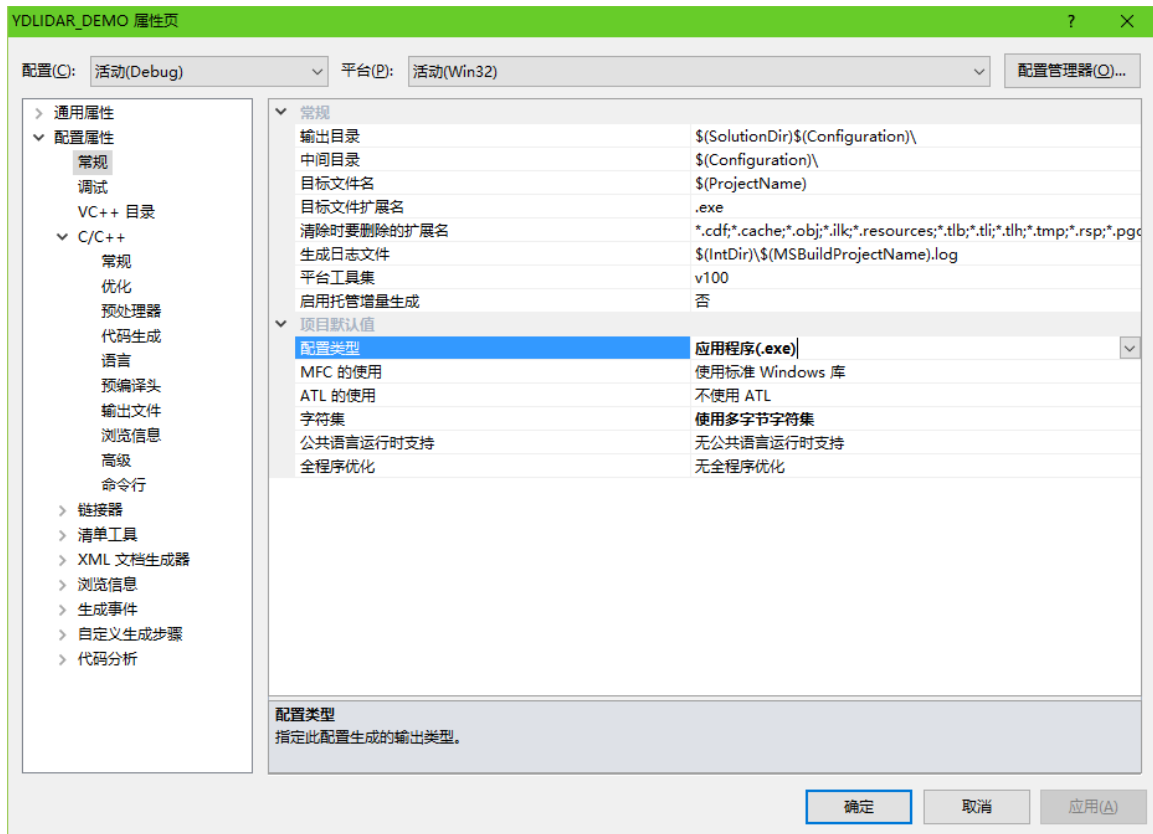 YDLIDAR_DEMO 属性页 ?
配置(C): 活动(Debug) 平台(P): 活动(Win32) 配置管理器(O)...
通用属性
配置属性
常规
调试
VC++ 目录
C/C++
常规
优化
预处理器
代码生成
语言
预编译头
输出文件
浏览信息
高级
命令行
链接器
清单工具
XML 文档生成器
浏览信息
生成事件
自定义生成步骤
代码分析
常规
输出目录 $(SolutionDir)$(Configuration)\
中间目录 $(Configuration)\
目标文件名 $(ProjectName)
目标文件扩展名 .exe
清除时要删除的扩展名 *.cdf;*.cache;*.obj;*.ilk;*.resources;*.tlb;*.tli;*.tlh;*.tmp;*.rsp;*.pgc
生成日志文件 $(IntDir)\$(MSBuildProjectName).log
平台工具集 v100
启用托管增量生成 否
项目默认值
配置类型 应用程序(.exe)
MFC 的使用 使用标准 Windows 库
ATL 的使用 不使用 ATL
字符集 使用多字节字符集
公共语言运行时支持 无公共语言运行时支持
全程序优化 无全程序优化
配置类型
指定此配置生成的输出类型。
确定 取消 应用(A)